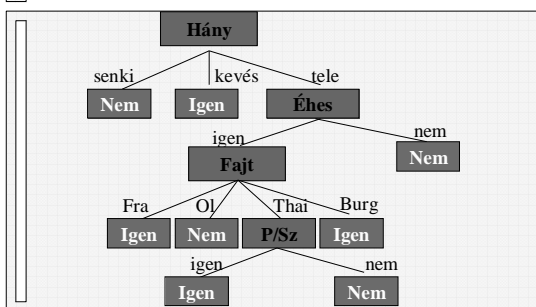 Hány
senki kevés tele
Nem Igen Éhes
igen nem
Nem
Fajt
Fra Ol Thai Burg
Igen Nem P/Sz Igen
igen nem
Igen Nem